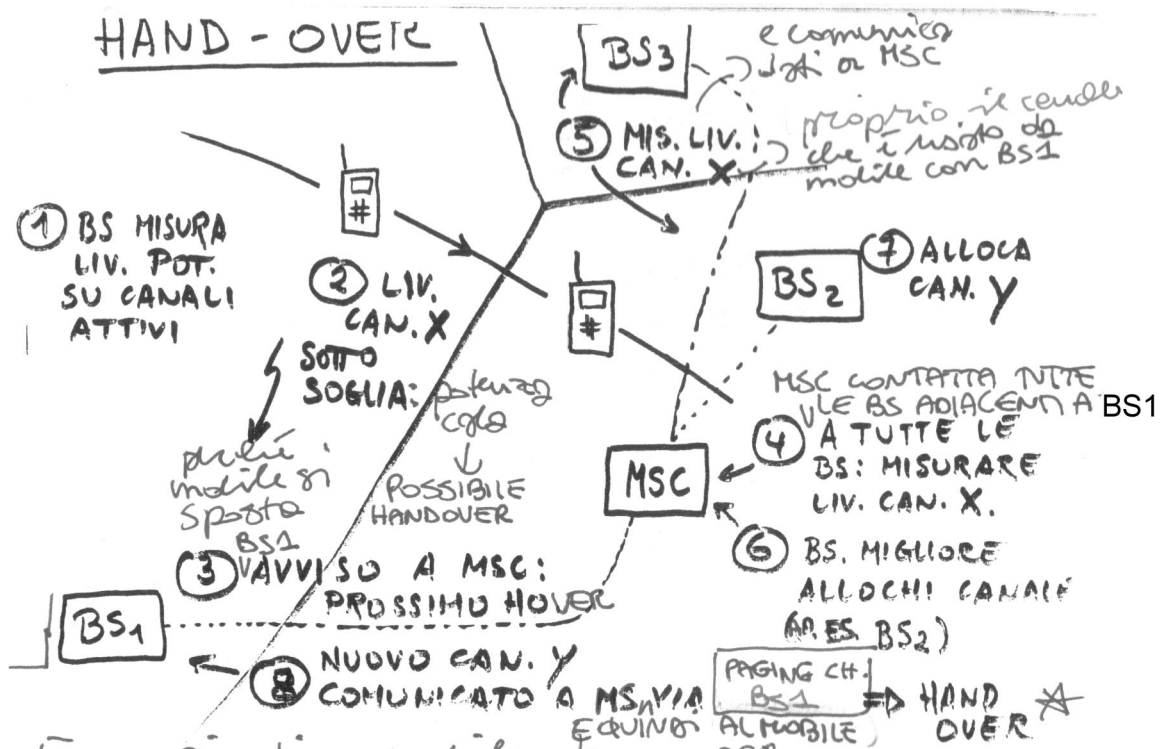 HAND - OVER
BS3
e comunica
dati a MSC
5 MIS. LIV.
CAN. X
proprio il canale
che è usato da
mobile con BS1
1 BS MISURA
LIV. POT.
SU CANALI
ATTIVI
#
2 LIV.
CAN. X
SOTTO
SOGLIA: potenza
cala
POSSIBILE
HANDOVER
perché
mobile si
sposta
#
BS2
7 ALLOCA
CAN. Y
MSC CONTATTA TUTTE
LE BS ADIACENTI A BS1
4 A TUTTE LE
BS: MISURARE
LIV. CAN. X.
MSC
6 BS. MIGLIORE
ALLOCHI CANALE
(AD ES. BS2)
BS1
3 AVVISO A MSC:
PROSSIMO HOVER
BS1
8 NUOVO CAN. Y
COMUNICATO A MS VIA
E QUINDI
PAGING CH.
BS1
AL MOBILE
⇒ HAND
OVER